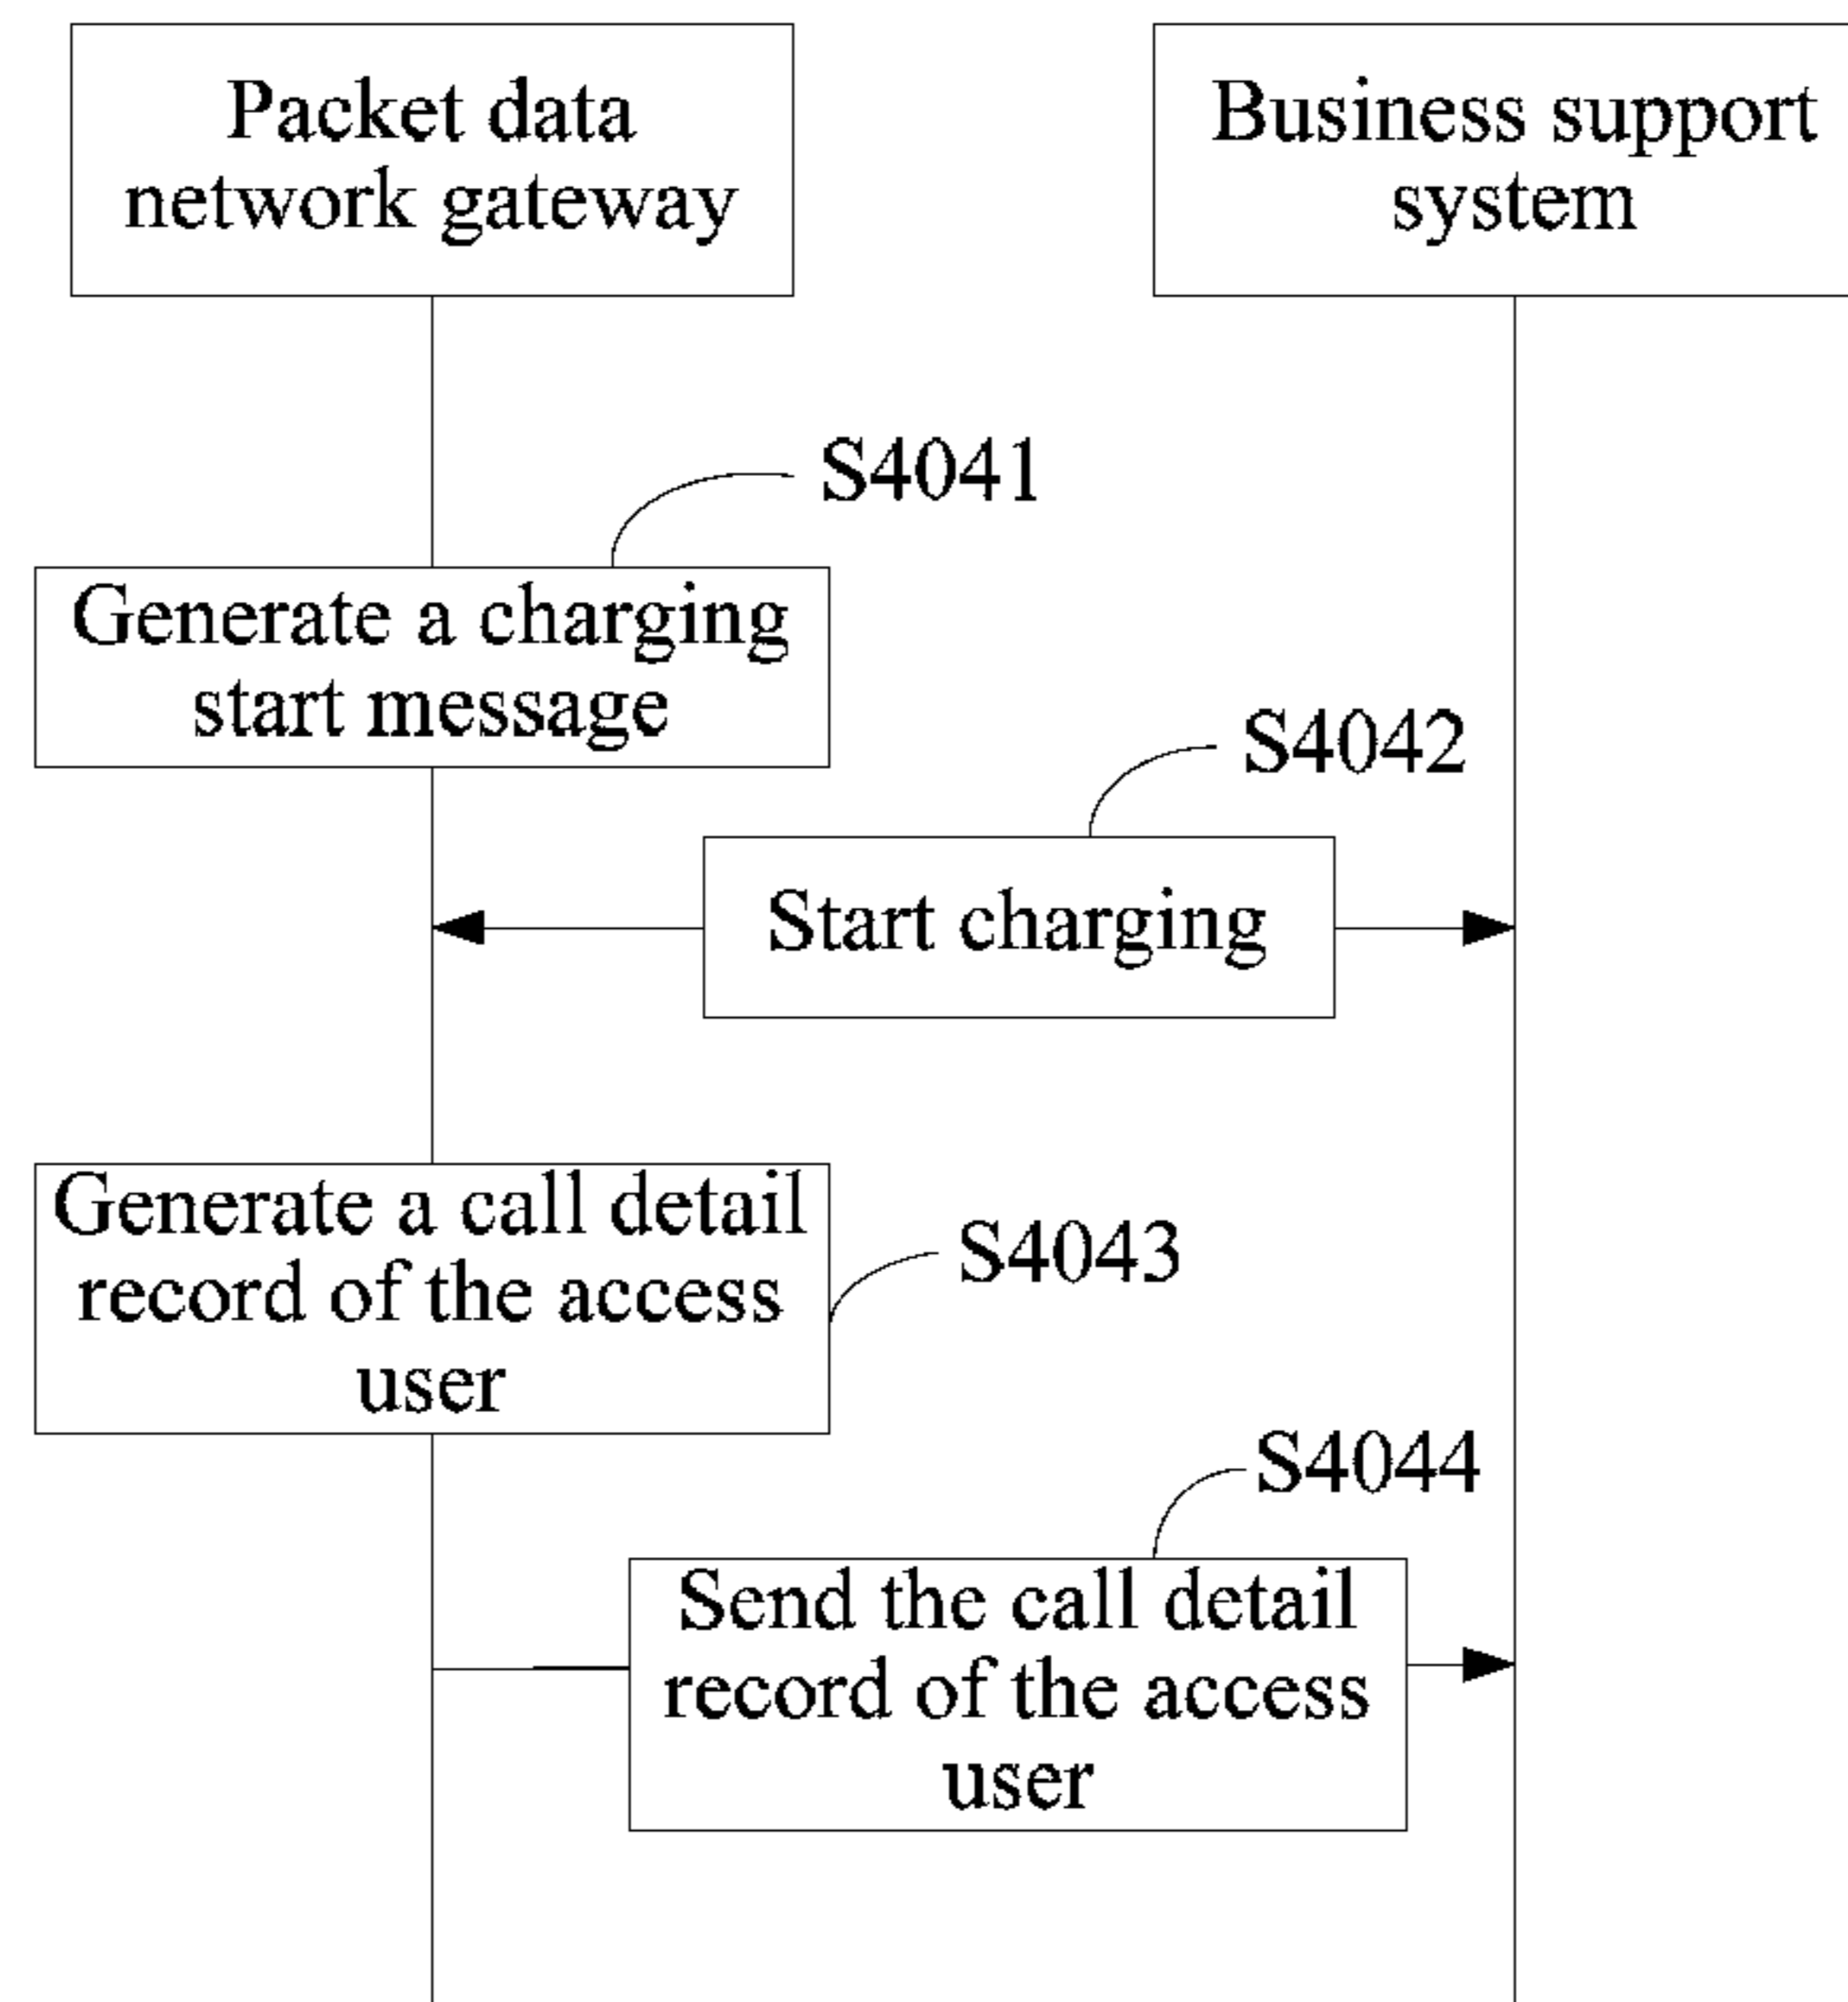 Packet data
network gateway
Business support
system
S4041
Generate a charging
start message
S4042
Start charging
Generate a call detail
record of the access
user
S4043
S4044
Send the call detail
record of the access
user